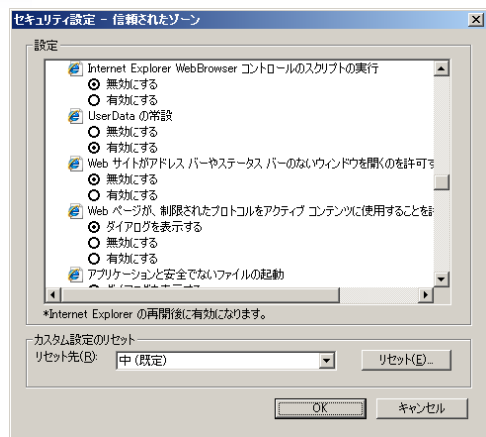 セキュリティ設定 - 信頼されたゾーン
設定
Internet Explorer WebBrowser コントロールのスクリプトの実行
無効にする
有効にする
UserData の常設
無効にする
有効にする
Web サイトがアドレス バーやステータス バーのないウィンドウを開くのを許可す
無効にする
有効にする
Web ページが、制限されたプロトコルをアクティブ コンテンツに使用することを
ダイアログを表示する
無効にする
有効にする
アプリケーションと安全でないファイルの起動
*Internet Explorer の再開後に有効になります。
カスタム設定のリセット
リセット先(R): 中 (既定) リセット(E)...
OK キャンセル